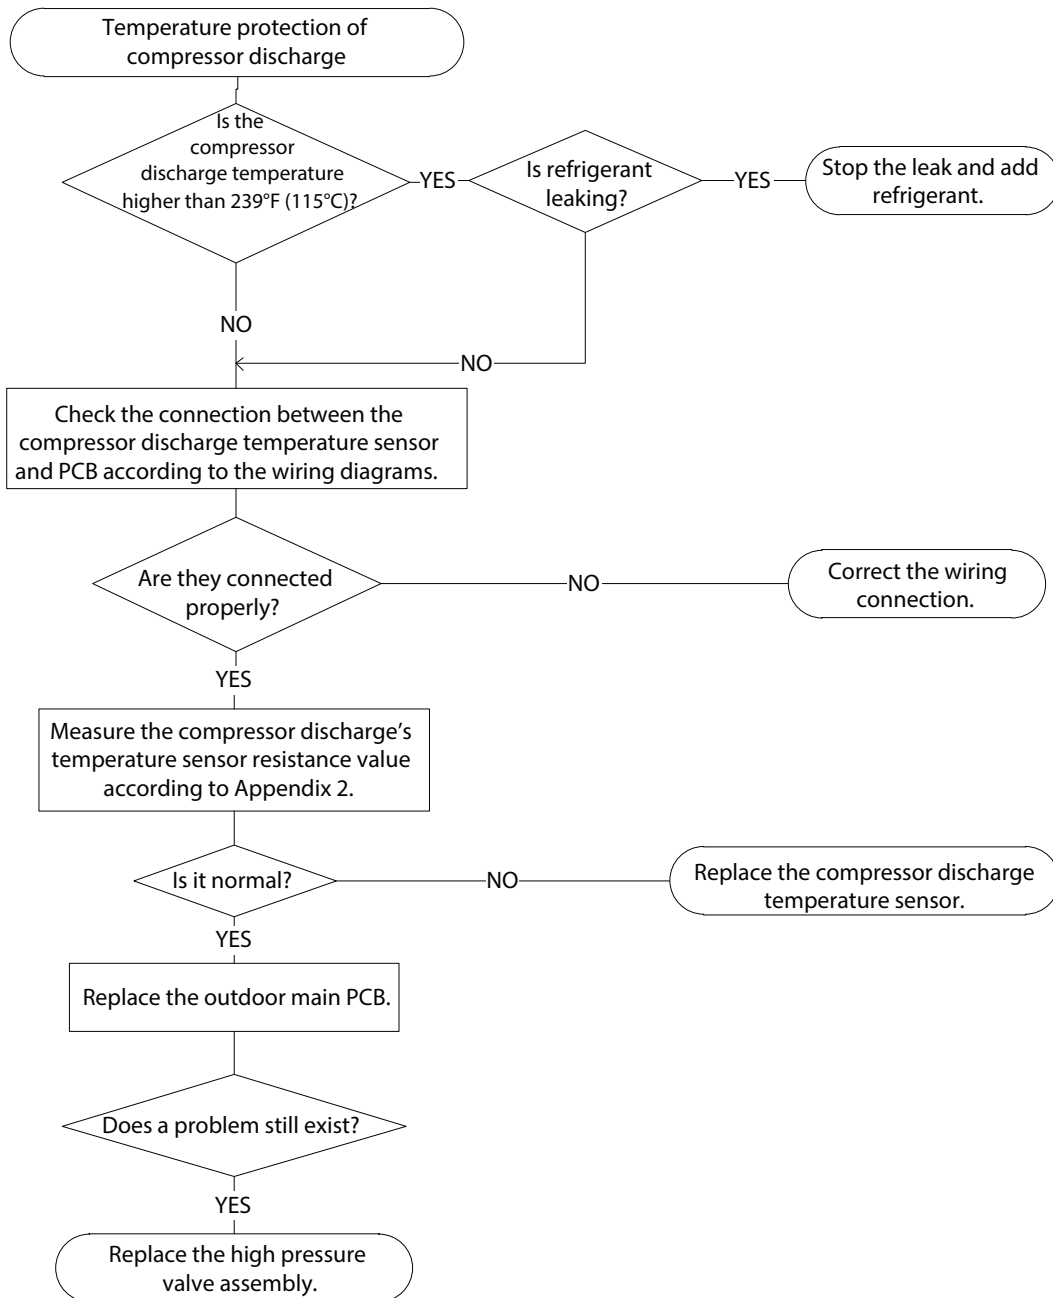 Temperature protection of
compressor discharge
Is the
compressor
discharge temperature
higher than 239°F (115°C)?
YES
Is refrigerant
leaking?
YES
Stop the leak and add
refrigerant.
NO
NO
Check the connection between the
compressor discharge temperature sensor
and PCB according to the wiring diagrams.
Are they connected
properly?
NO
Correct the wiring
connection.
YES
Measure the compressor discharge’s
temperature sensor resistance value
according to Appendix 2.
Is it normal?
NO
Replace the compressor discharge
temperature sensor.
YES
Replace the outdoor main PCB.
Does a problem still exist?
YES
Replace the high pressure
valve assembly.